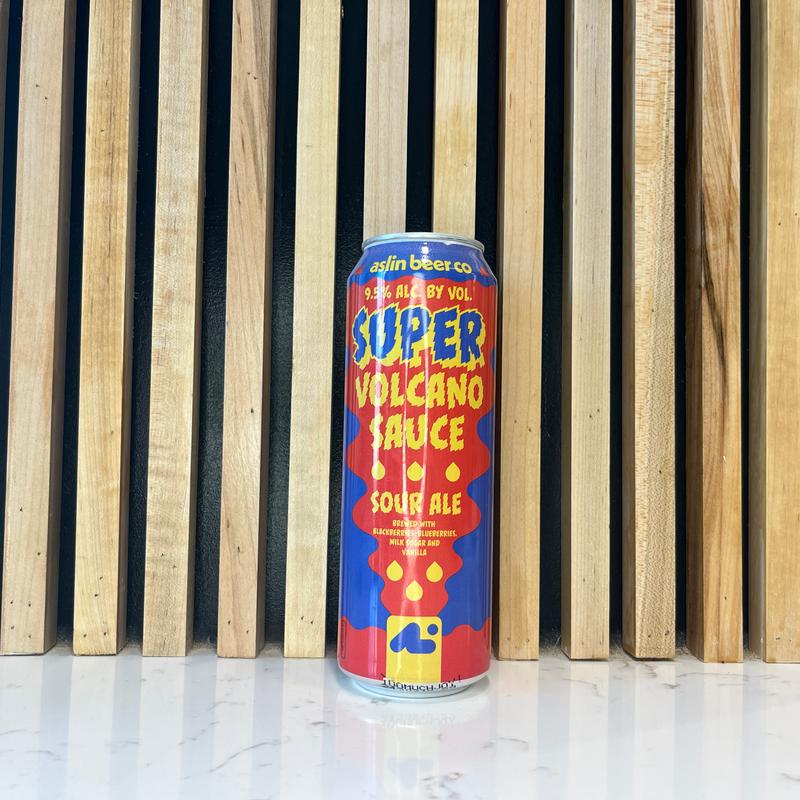 aslin beer co
9.5% ALC. BY VOL.
SUPER
VOLCANO
SAUCE
SOUR ALE
BREWED WITH
BLACKBERRIES, BLUEBERRIES,
MILK SUGAR AND
VANILLA